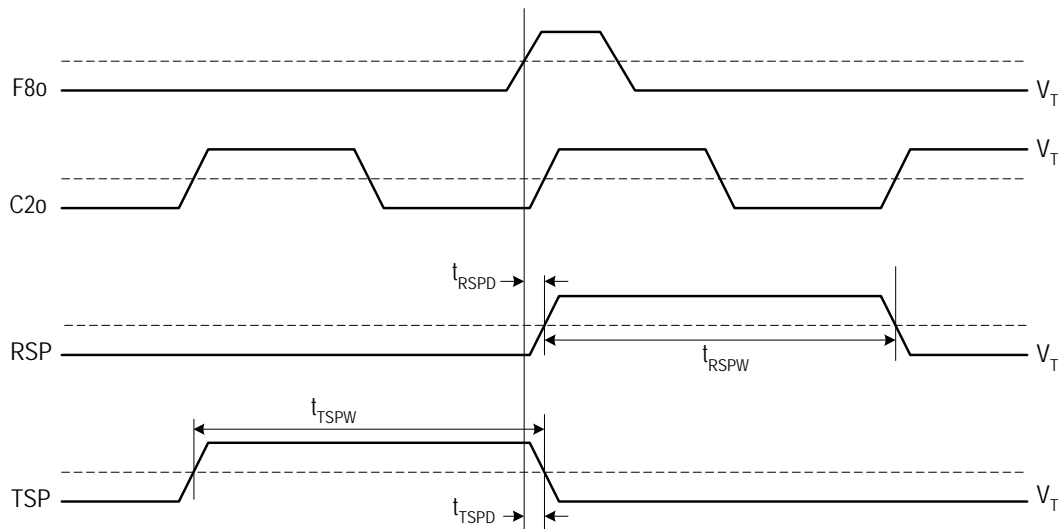 F8o
V_T
V_T
C2o
t_RSPD
RSP
t_RSPW
V_T
t_TSPW
TSP
t_TSPD
V_T